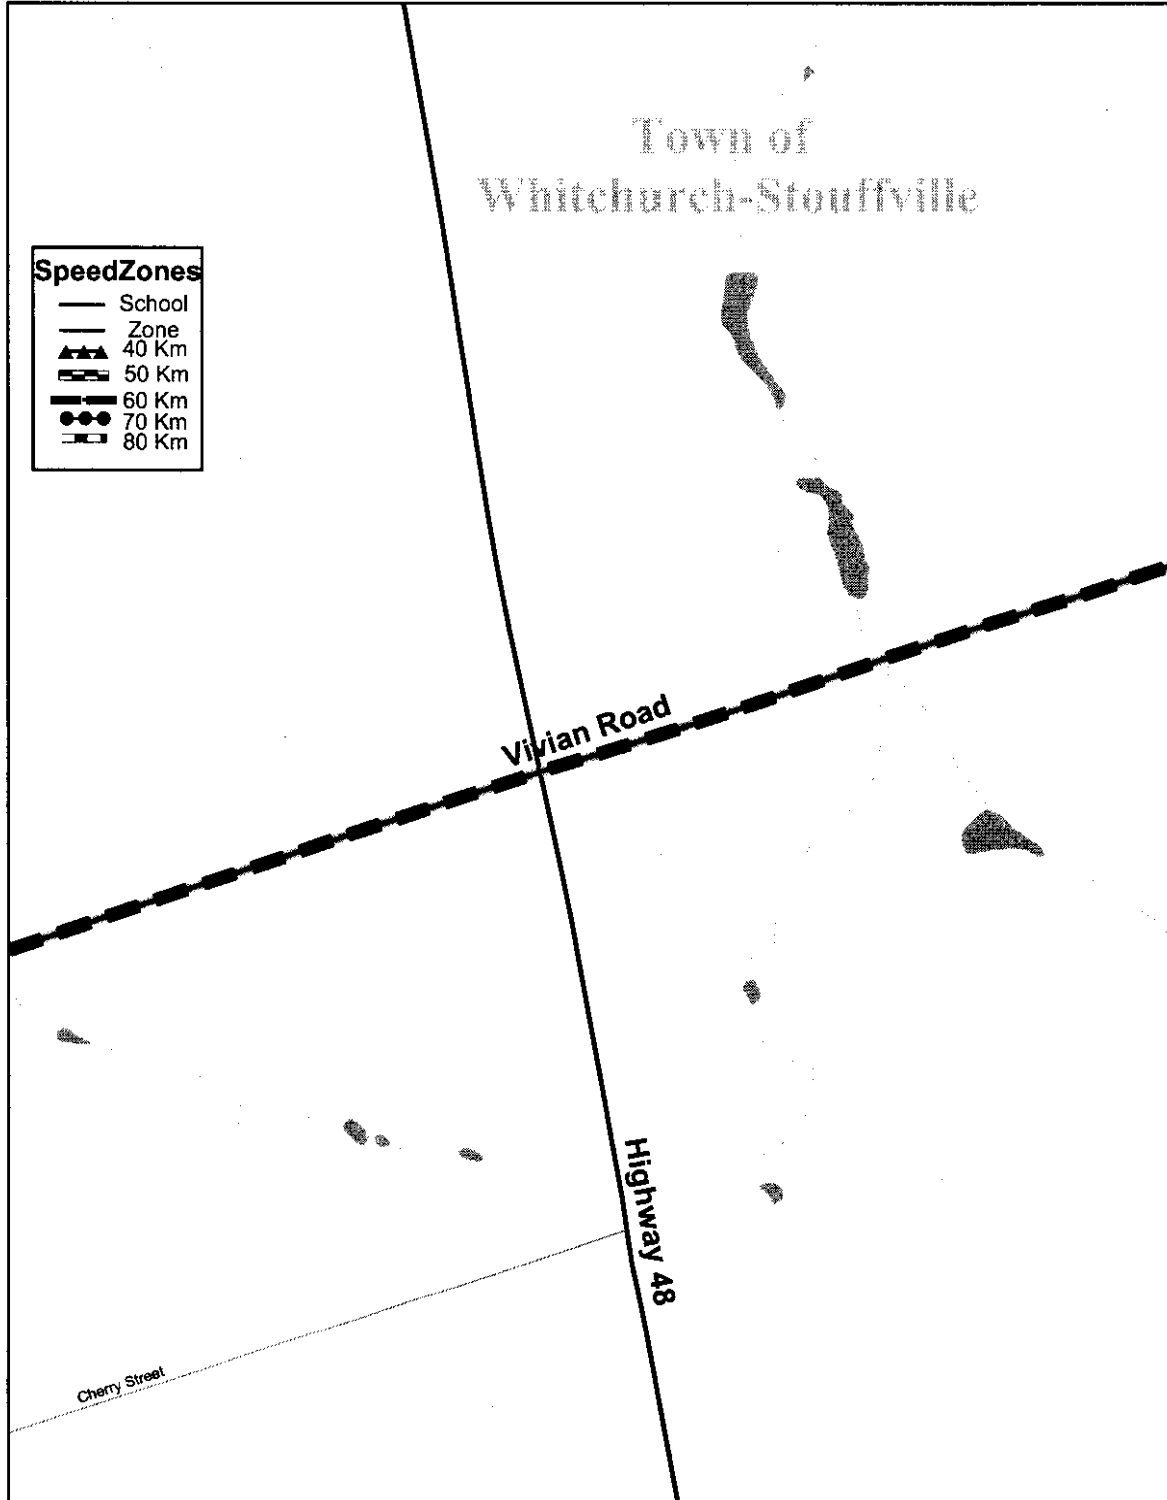 Town of
Whitchurch-Stouffville
SpeedZones
School
Zone
40 Km
50 Km
60 Km
70 Km
80 Km
Vivian Road
Highway 48
Cherry Street